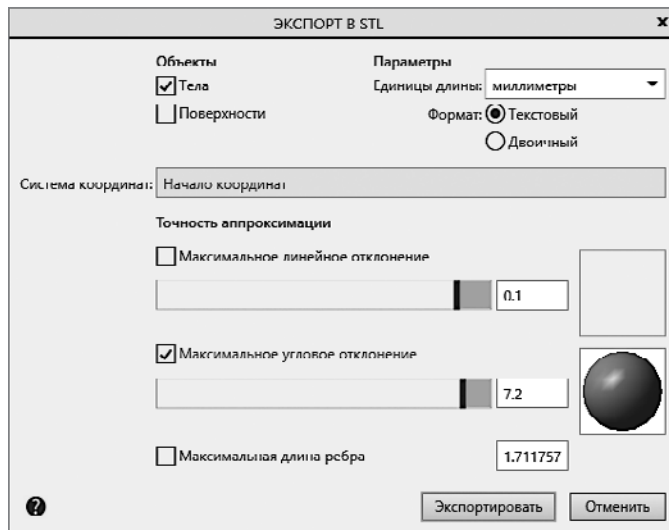 ЭКСПОРТ В STL x
Объекты Параметры
Тела Единицы длины: миллиметры
Поверхности Формат: Текстовый
Двоичный
Система координат: Начало координат
Точность аппроксимации
Максимальное линейное отклонение
0.1
Максимальное угловое отклонение
7.2
Максимальная длина ребра 1.711757
? Экспортировать Отменить